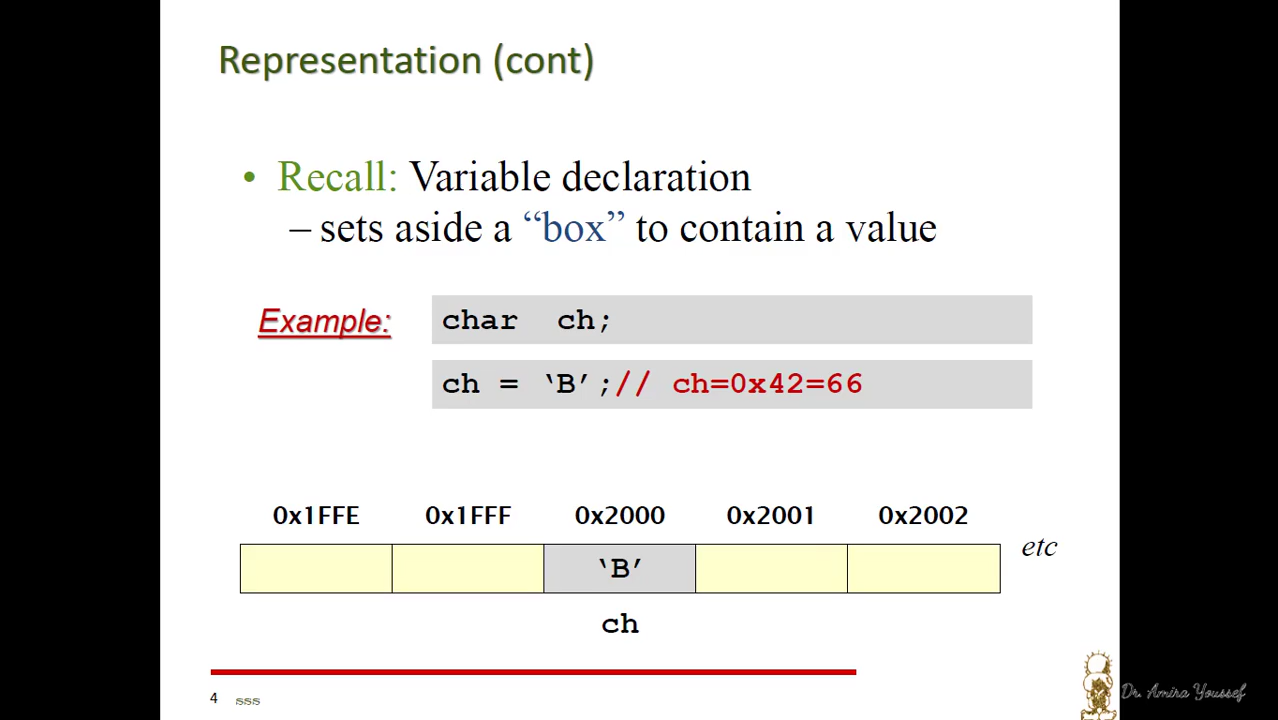 Representation (cont)
• Recall: Variable declaration
– sets aside a “box” to contain a value
Example:
char  ch;
ch = ‘B’;// ch=0x42=66
0x1FFE 0x1FFF 0x2000 0x2001 0x2002
etc
‘B’
ch
4 sss
Dr. Amira Youssef